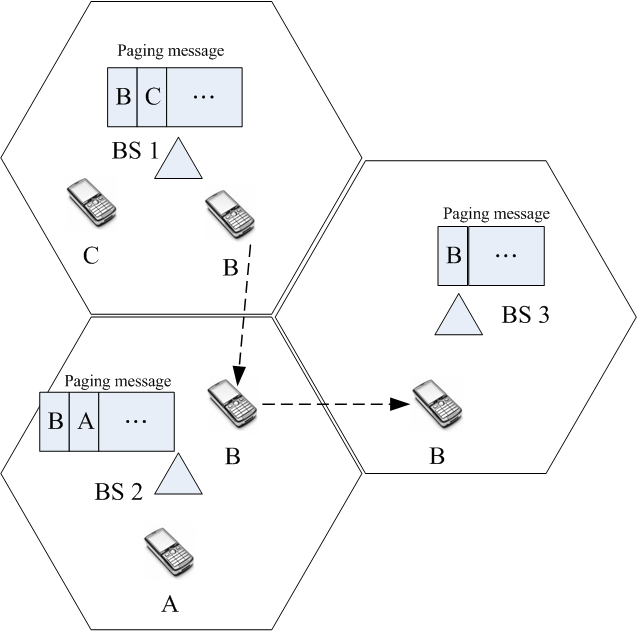 Paging message
B C ...
BS 1
C
B
Paging message
B ...
BS 3
Paging message
B A ...
BS 2
B
B
A